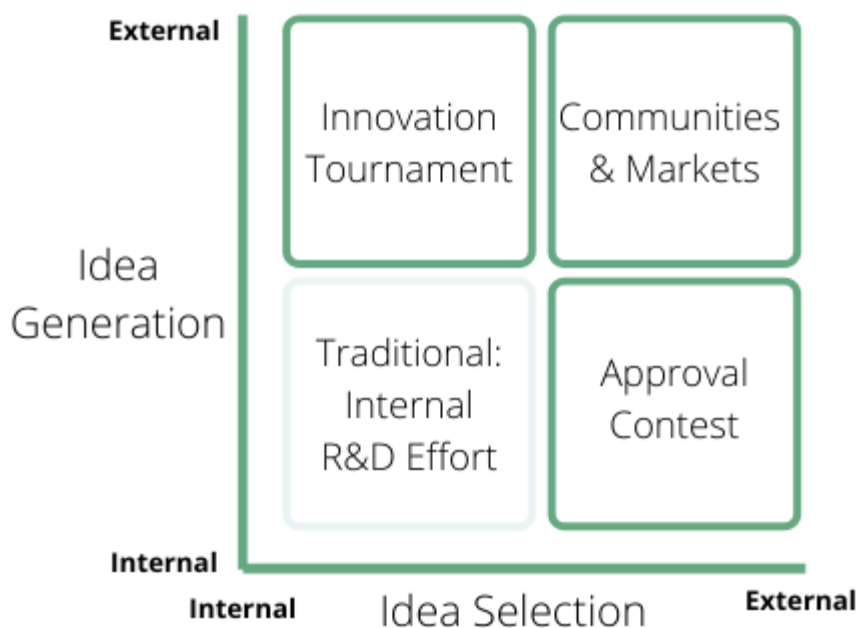 External
Innovation
Tournament
Communities
& Markets
Idea
Generation
Traditional:
Internal
R&D Effort
Approval
Contest
Internal
Internal
Idea Selection
External